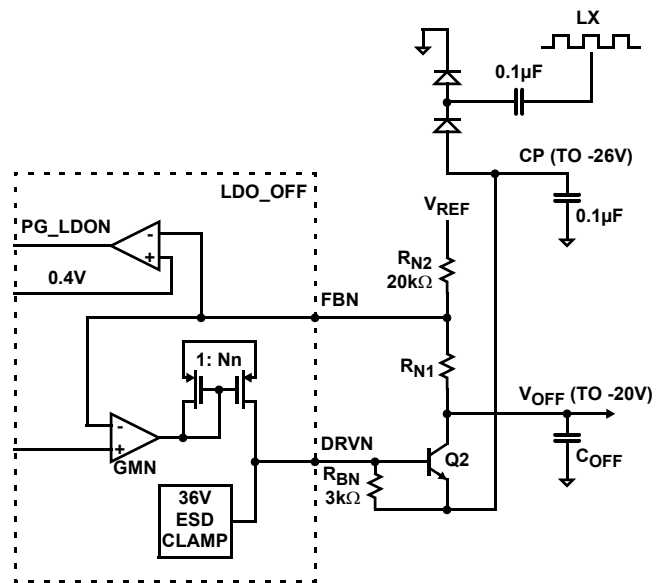 LX
0.1µF
CP (TO -26V)
LDO_OFF
0.1µF
PG_LDON
-
+
VREF
0.4V
RN2
20kΩ
FBN
1: Nn
RN1
VOFF (TO -20V)
-
+
GMN
DRVN
Q2
COFF
RBN
3kΩ
36V
ESD
CLAMP